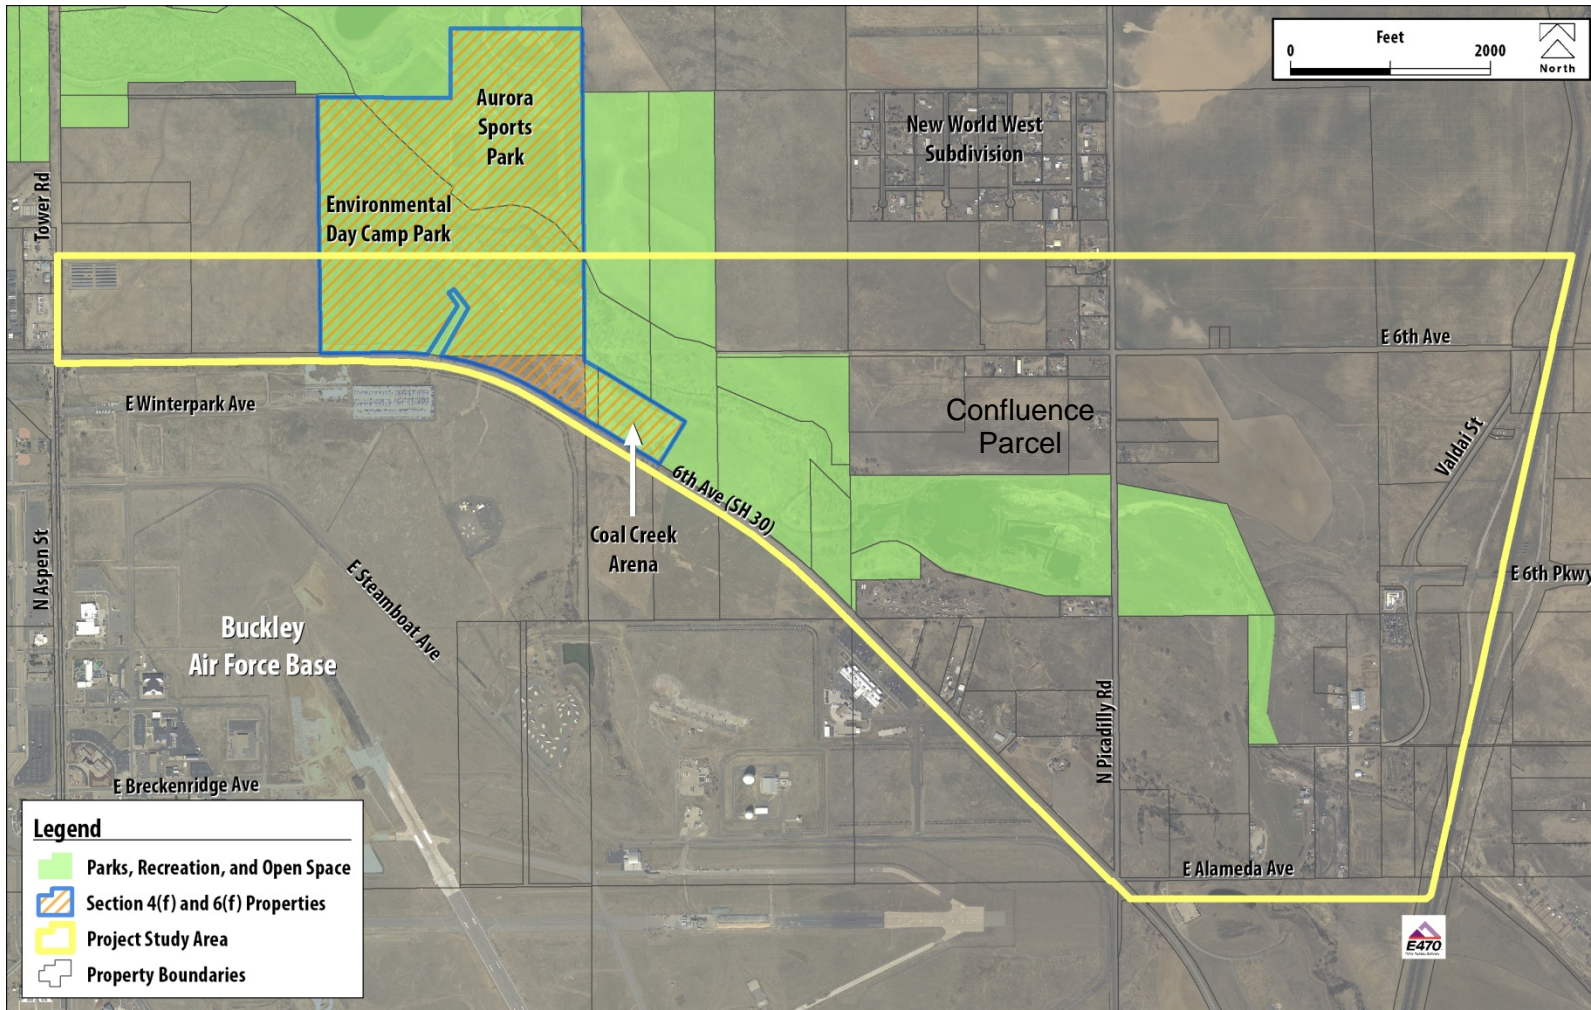 Feet
0
2000
North
Aurora
Sports
Park
New World West
Subdivision
Environmental
Day Camp Park
Tower Rd
E 6th Ave
E Winterpark Ave
Confluence
Parcel
Valdai St
6th Ave (SH 30)
Coal Creek
Arena
N Aspen St
E Steamboat Ave
E 6th Pkwy
Buckley
Air Force Base
N Picadilly Rd
E Breckenridge Ave
E Alameda Ave
Legend
Parks, Recreation, and Open Space
Section 4(f) and 6(f) Properties
Project Study Area
Property Boundaries
E470